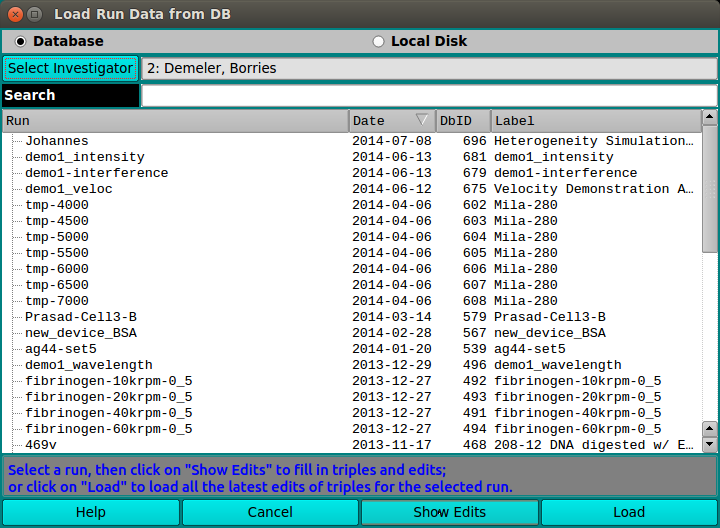 Load Run Data from DB
Database Local Disk
Select Investigator 2: Demeler, Borries
Search
Run Date DbID Label
Johannes 2014-07-08 696 Heterogeneity Simulation…
demo1_intensity 2014-06-13 681 demo1_intensity
demo1-interference 2014-06-13 679 demo1-interference
demo1_veloc 2014-06-12 675 Velocity Demonstration A…
tmp-4000 2014-04-06 602 Mila-280
tmp-4500 2014-04-06 603 Mila-280
tmp-5000 2014-04-06 604 Mila-280
tmp-5500 2014-04-06 605 Mila-280
tmp-6000 2014-04-06 606 Mila-280
tmp-6500 2014-04-06 607 Mila-280
tmp-7000 2014-04-06 608 Mila-280
Prasad-Cell3-B 2014-03-14 579 Prasad-Cell3-B
new_device_BSA 2014-02-28 567 new_device_BSA
ag44-set5 2014-01-20 539 ag44-set5
demo1_wavelength 2013-12-29 496 demo1_wavelength
fibrinogen-10krpm-0_5 2013-12-27 492 fibrinogen-10krpm-0_5
fibrinogen-20krpm-0_5 2013-12-27 493 fibrinogen-20krpm-0_5
fibrinogen-40krpm-0_5 2013-12-27 491 fibrinogen-40krpm-0_5
fibrinogen-60krpm-0_5 2013-12-27 494 fibrinogen-60krpm-0_5
469v 2013-11-17 468 208-12 DNA digested w/ E…
Select a run, then click on "Show Edits" to fill in triples and edits;
or click on "Load" to load all the latest edits of triples for the selected run.
Help Cancel Show Edits Load